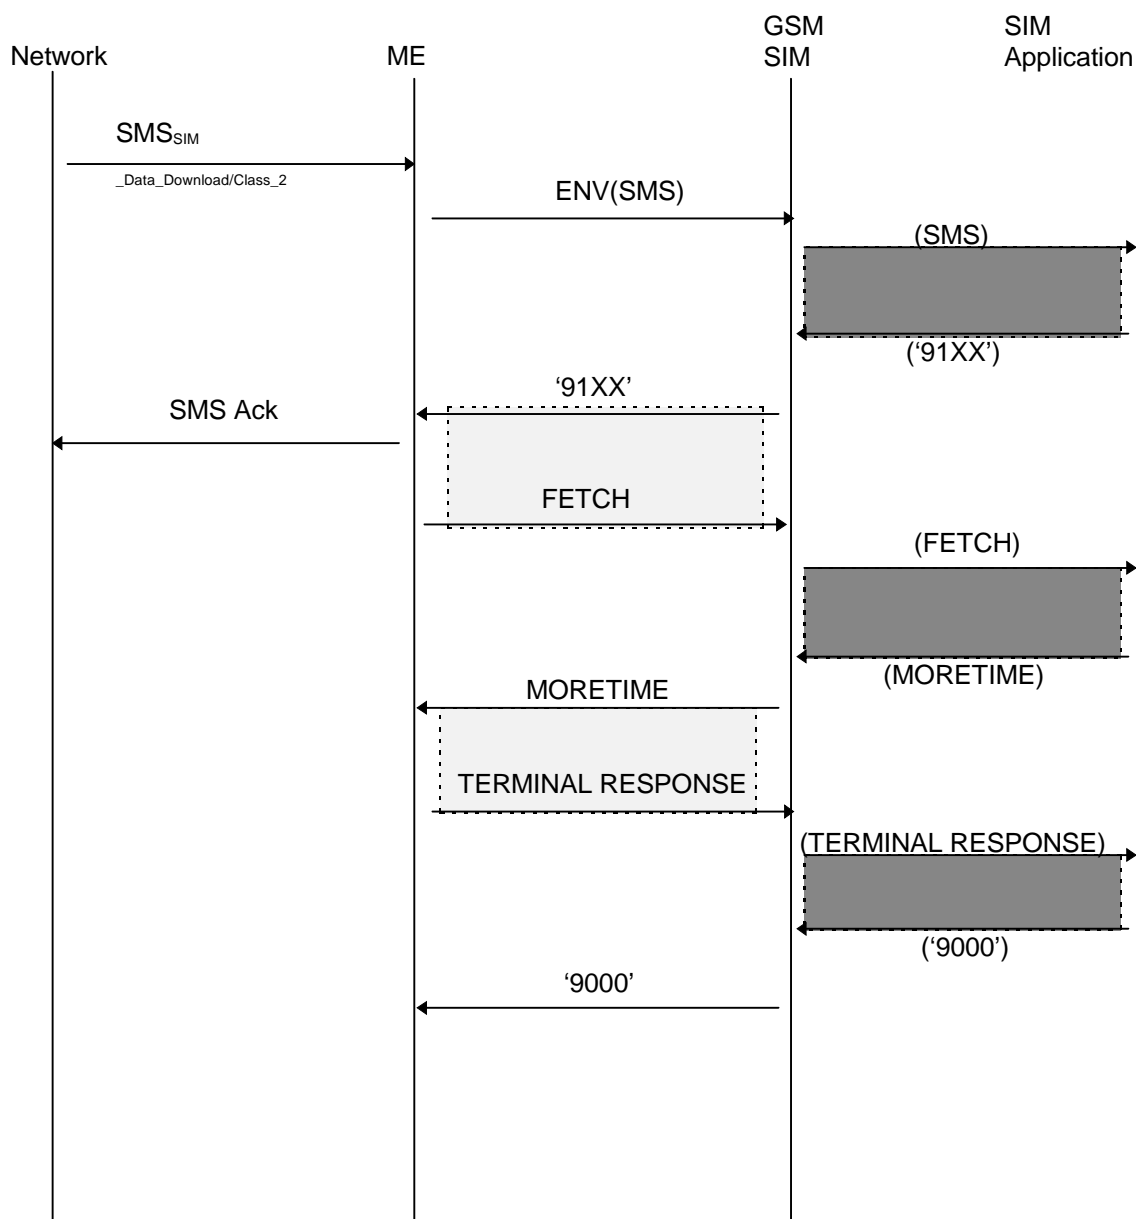 GSM
SIM
SIM
Application
Network
ME
SMSSIM
_Data_Download/Class_2
ENV(SMS)
(SMS)
(‘91XX’)
‘91XX’
SMS Ack
FETCH
(FETCH)
(MORETIME)
MORETIME
TERMINAL RESPONSE
(TERMINAL RESPONSE)
(‘9000’)
‘9000’